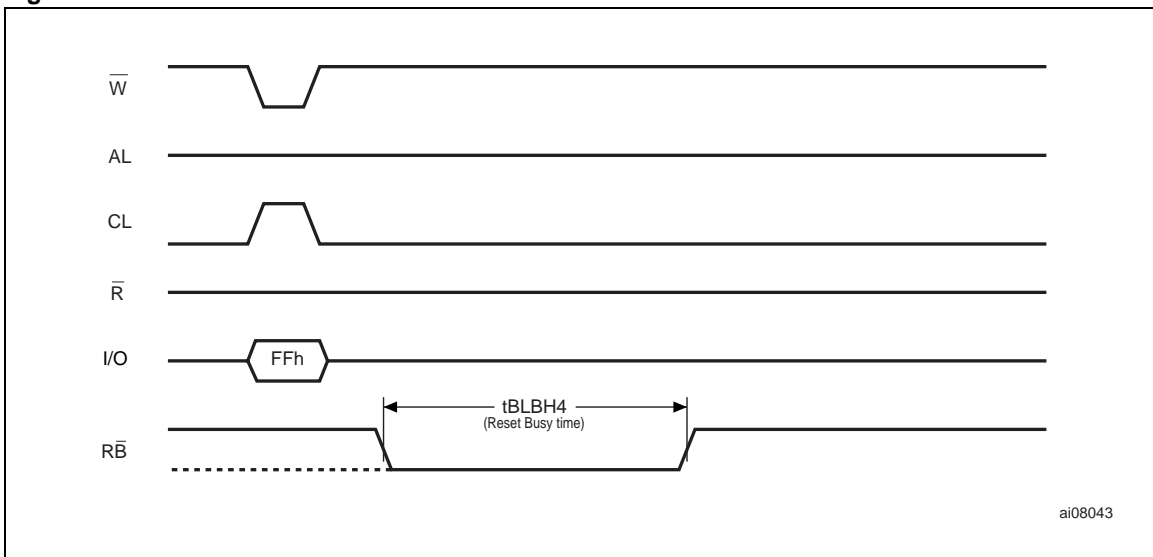 W̅
AL
CL
R̅
I/O
FFh
tBLBH4
(Reset Busy time)
RB̅
ai08043